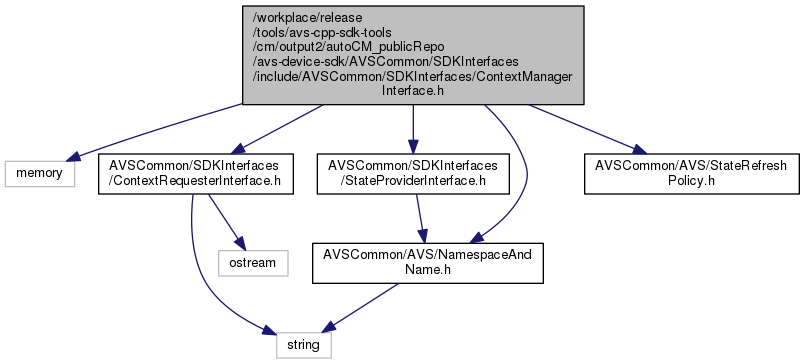 /workplace/release
/tools/avs-cpp-sdk-tools
/cm/output2/autoCM_publicRepo
/avs-device-sdk/AVSCommon/SDKInterfaces
/include/AVSCommon/SDKInterfaces/ContextManager
Interface.h
memory
AVSCommon/SDKInterfaces
/ContextRequesterInterface.h
AVSCommon/SDKInterfaces
/StateProviderInterface.h
AVSCommon/AVS/StateRefresh
Policy.h
ostream
AVSCommon/AVS/NamespaceAnd
Name.h
string